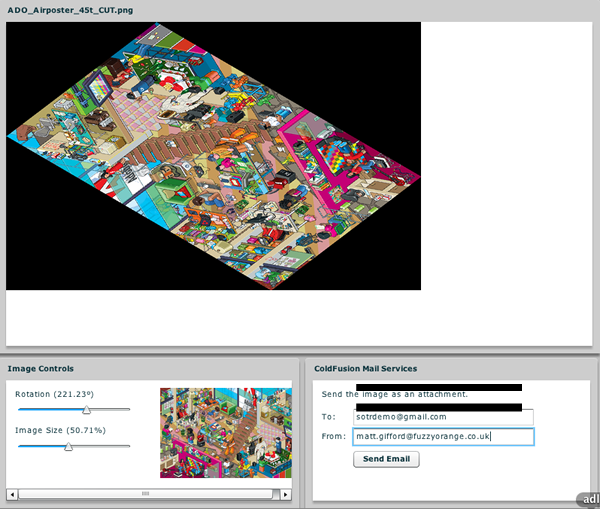 ADO_Airposter_45t_CUT.png
Image Controls
Rotation (221.23º)
Image Size (50.71%)
ColdFusion Mail Services
Send the image as an attachment.
To: sotrdemo@gmail.com
From: matt.gifford@fuzzyorange.co.uk
Send Email
adl